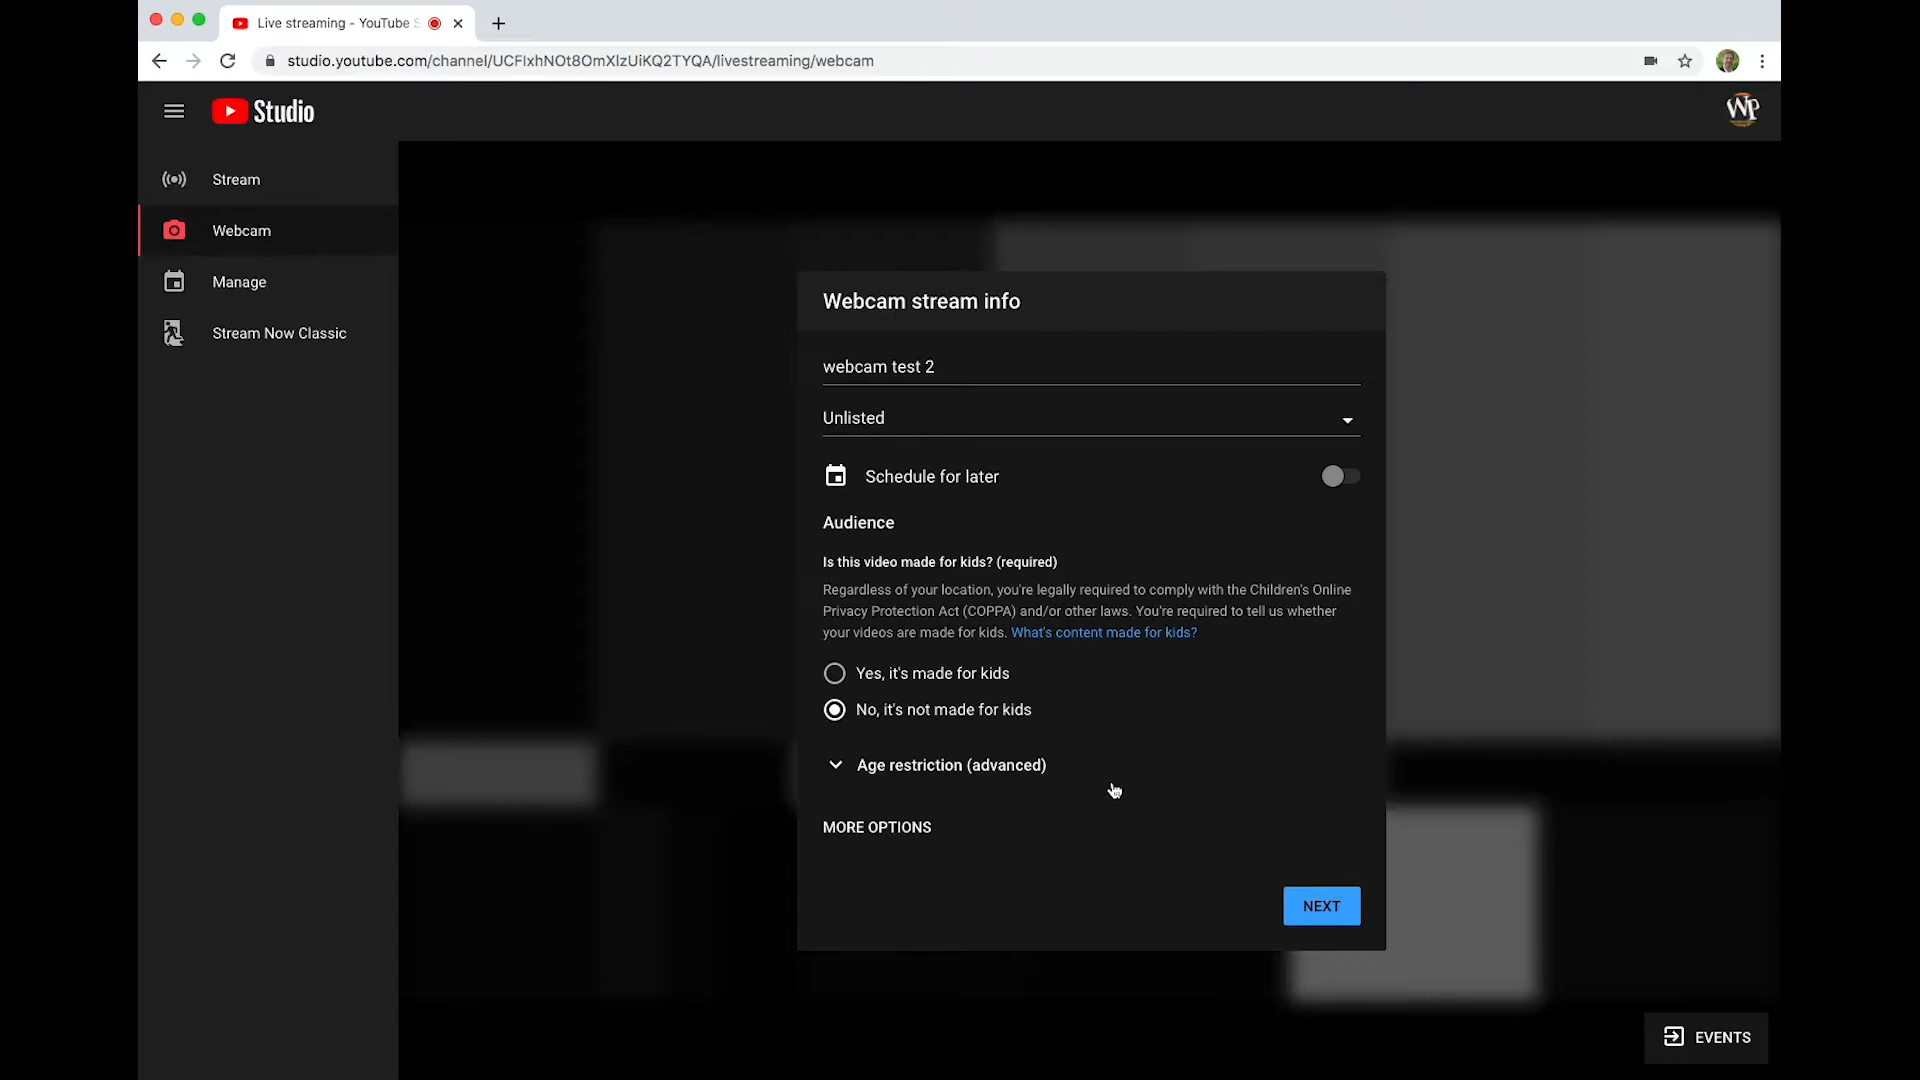 Live streaming - YouTube S
studio.youtube.com/channel/UCFIxhNOt8OmXIzUiKQ2TYQA/livestreaming/webcam
Studio
WP
Stream
Webcam
Manage
Stream Now Classic
Webcam stream info
webcam test 2
Unlisted
Schedule for later
Audience
Is this video made for kids? (required)
Regardless of your location, you're legally required to comply with the Children's Online
Privacy Protection Act (COPPA) and/or other laws. You're required to tell us whether
your videos are made for kids. What's content made for kids?
Yes, it's made for kids
No, it's not made for kids
Age restriction (advanced)
MORE OPTIONS
NEXT
EVENTS